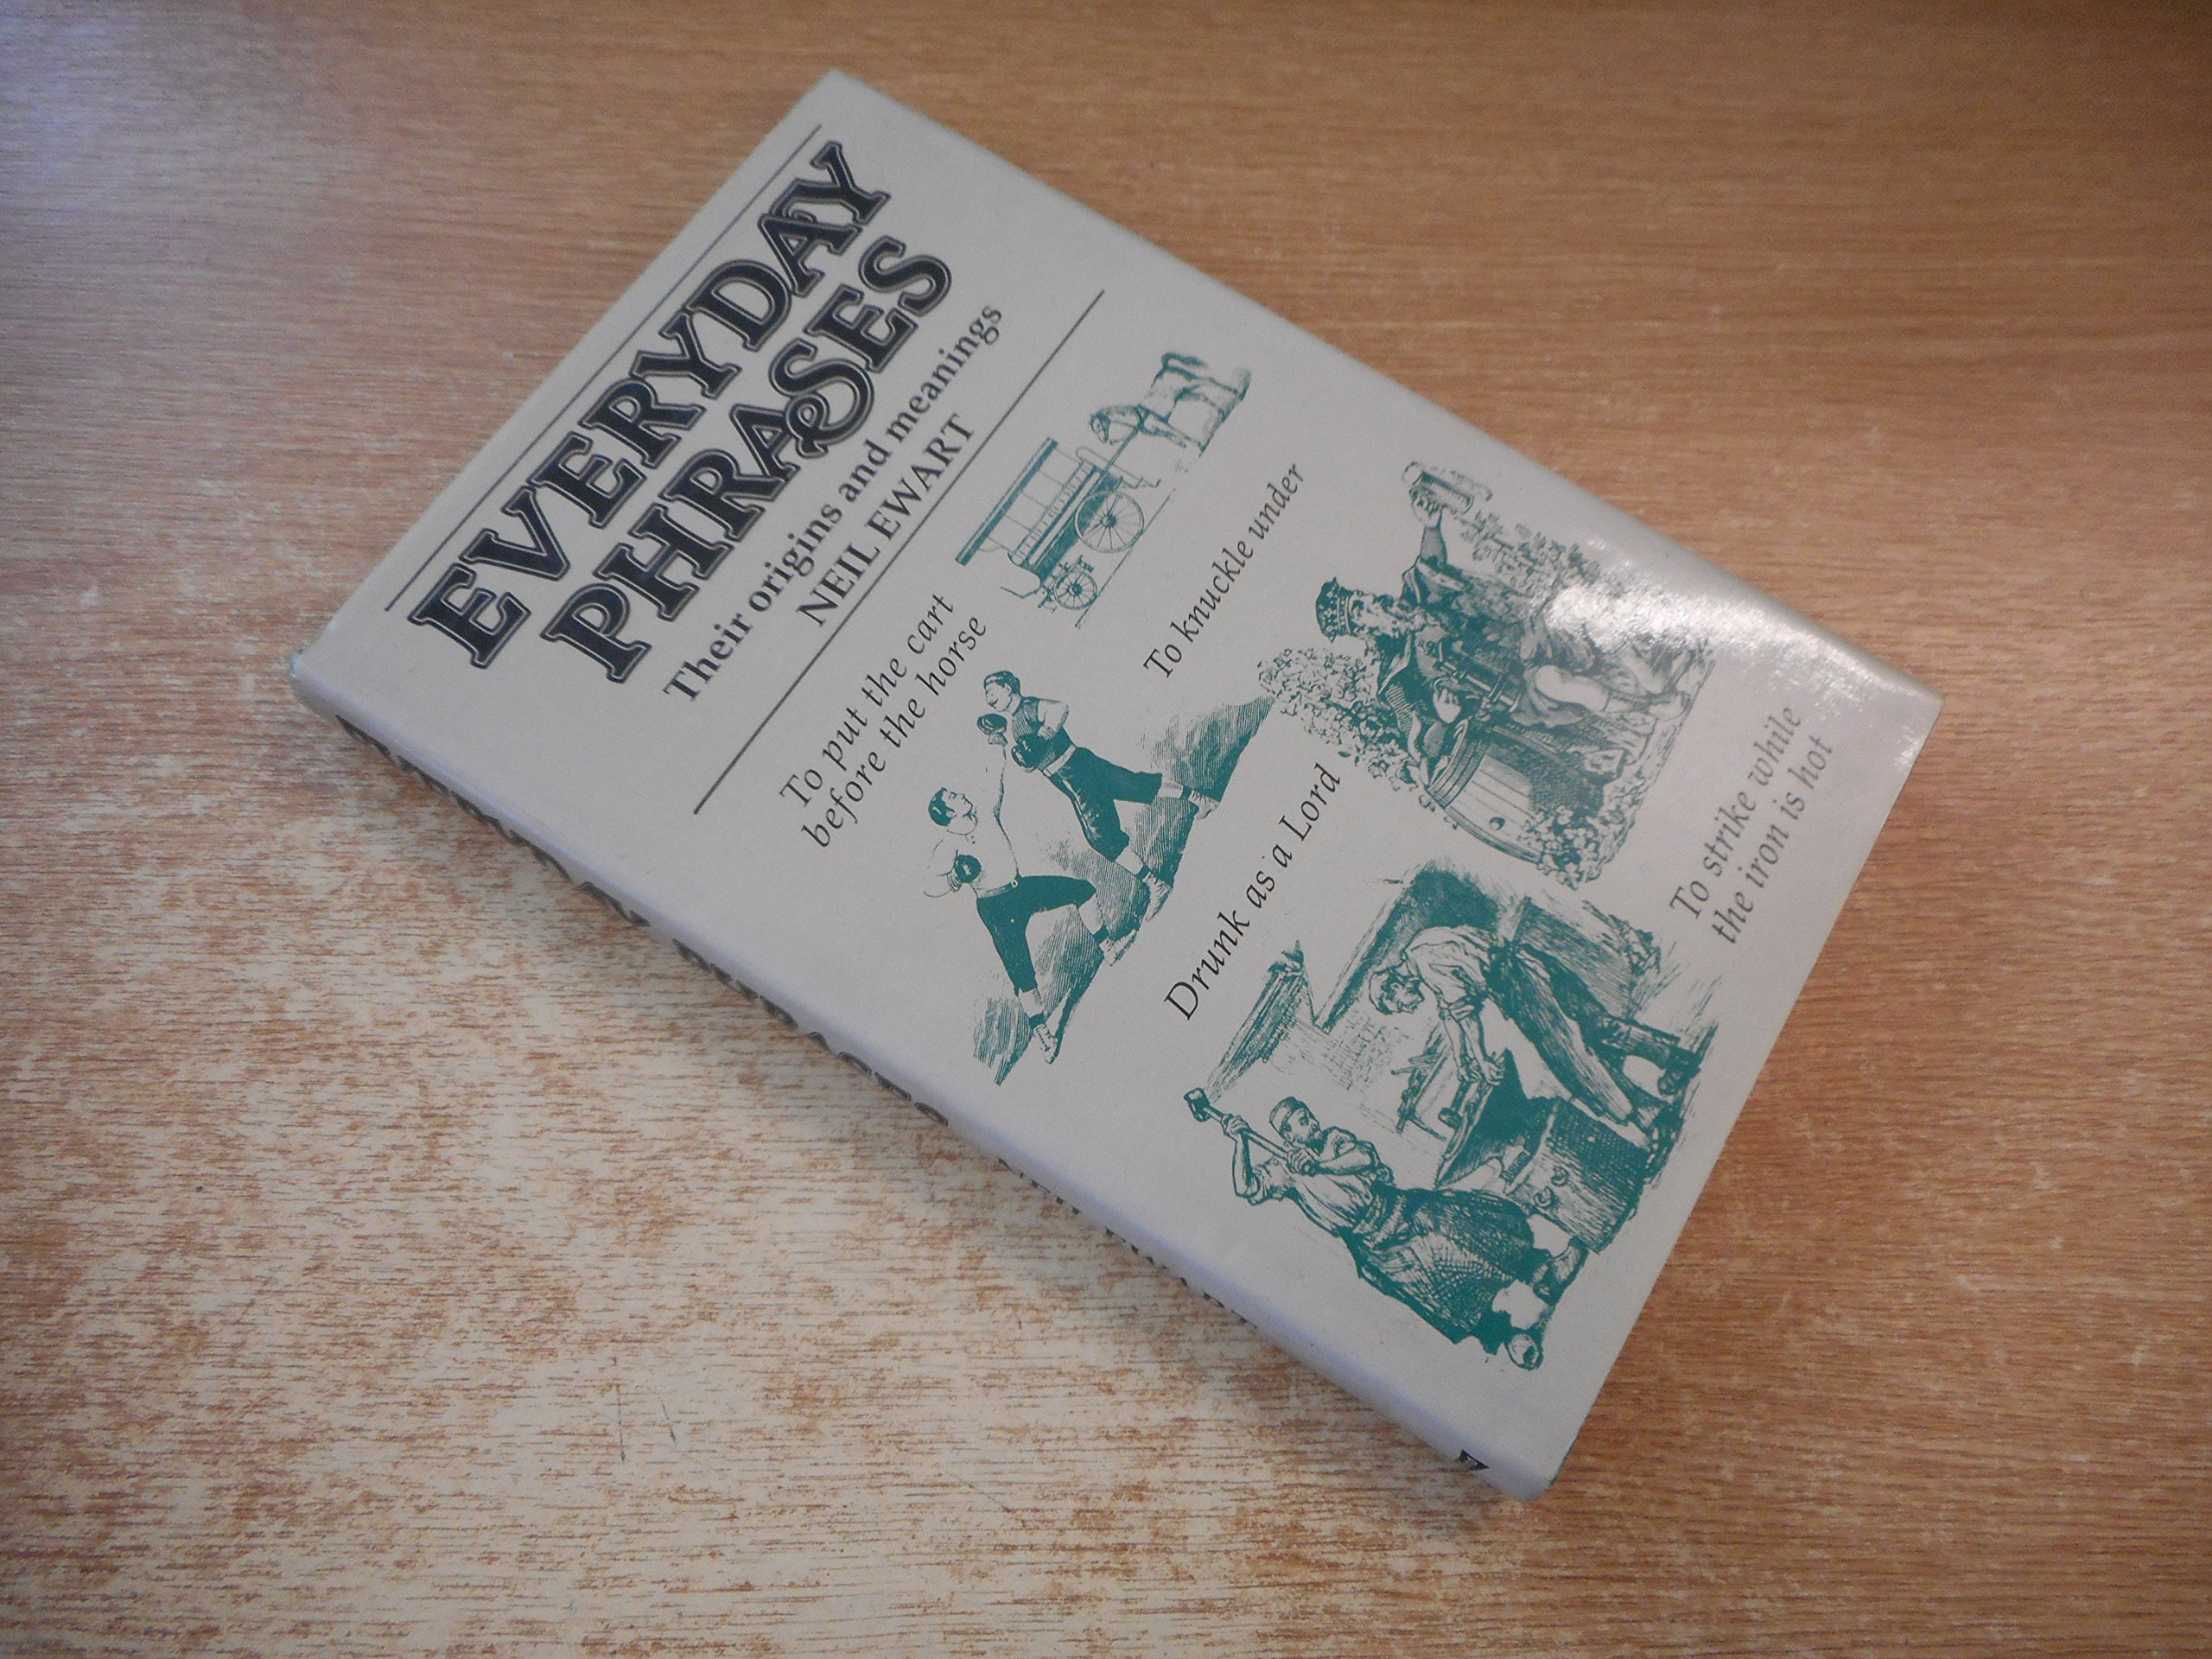 EVERYDAY
PHRASES
Their origins and meanings
NEIL EWART
To put the cart
before the horse
To knuckle under
Drunk as a Lord
To strike while
the iron is hot